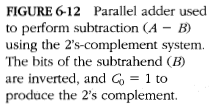 FIGURE 6-12 Parallel adder used
to perform subtraction (A − B)
using the 2's-complement system.
The bits of the subtrahend (B)
are inverted, and C₀ = 1 to
produce the 2's complement.